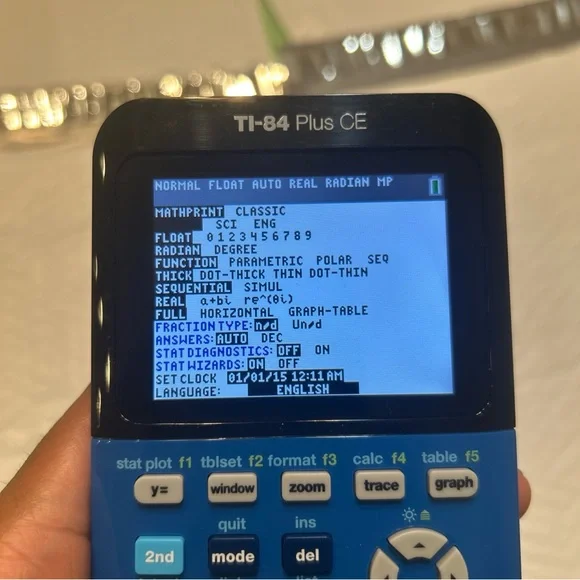 TI-84 Plus CE
NORMAL FLOAT AUTO REAL RADIAN MP
MATHPRINT CLASSIC
SCI ENG
FLOAT 0 1 2 3 4 5 6 7 8 9
RADIAN DEGREE
FUNCTION PARAMETRIC POLAR SEQ
THICK DOT-THICK THIN DOT-THIN
SEQUENTIAL SIMUL
REAL a+bi re^(θi)
FULL HORIZONTAL GRAPH-TABLE
FRACTION TYPE: n/d Un/d
ANSWERS: AUTO DEC
STAT DIAGNOSTICS: OFF ON
STAT WIZARDS: ON OFF
SET CLOCK 01/01/15 12:11 AM
LANGUAGE: ENGLISH
stat plot f1 tblset f2 format f3 calc f4 table f5
y= window zoom trace graph
quit ins
2nd mode del